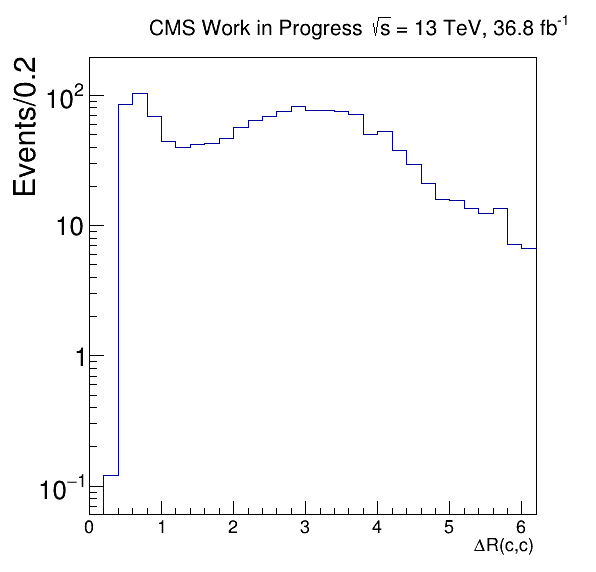 CMS Work in Progress √s = 13 TeV, 36.8 fb⁻¹
Events/0.2
10²
10
1
10⁻¹
0 1 2 3 4 5 6
ΔR(c,c)